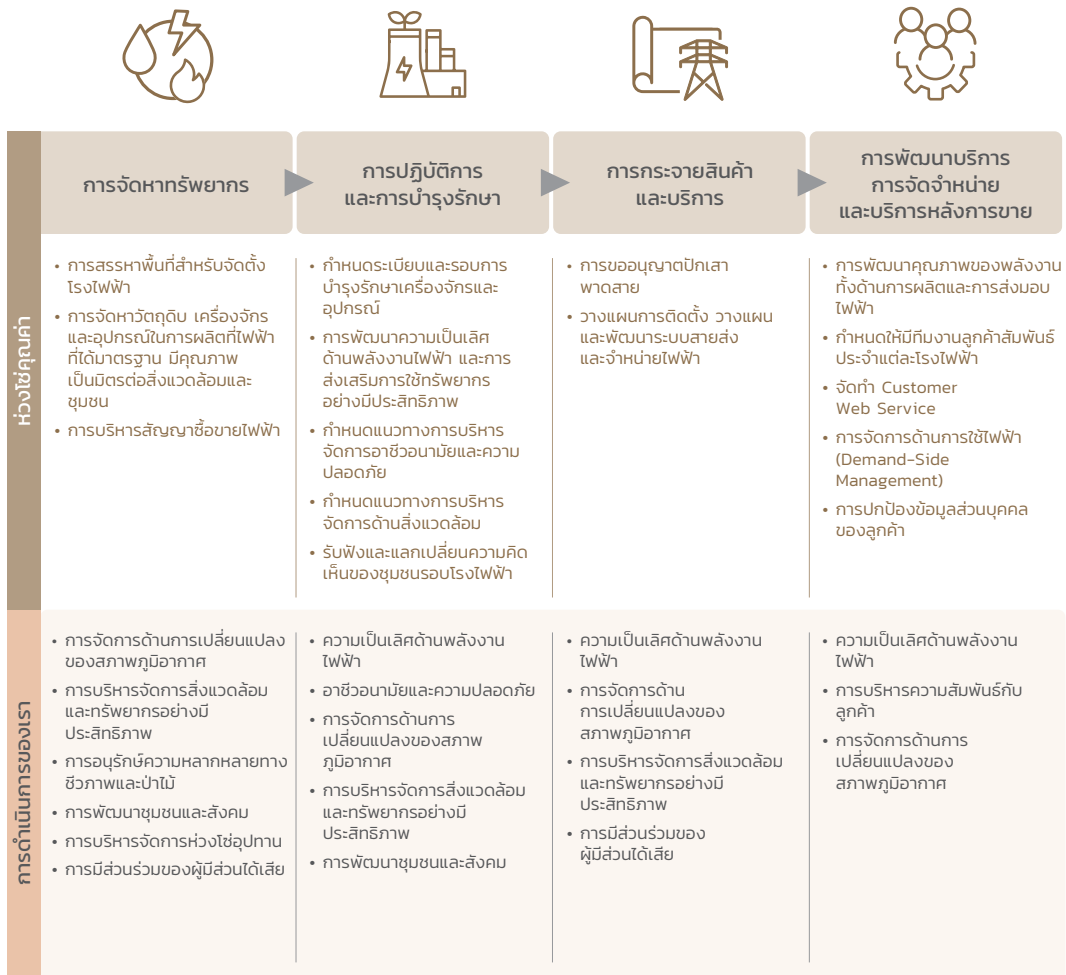 การจัดหาทรัพยากร
การปฏิบัติการ
และการบำรุงรักษา
การกระจายสินค้า
และบริการ
การพัฒนาบริการ
การจัดจำหน่าย
และบริการหลังการขาย
ห่วงโซ่คุณค่า
• การสรรหาพื้นที่สำหรับจัดตั้ง
โรงไฟฟ้า
• การจัดหาวัตถุดิบ เครื่องจักร
และอุปกรณ์ในการผลิตที่ไฟฟ้า
ที่ได้มาตรฐาน มีคุณภาพ
เป็นมิตรต่อสิ่งแวดล้อมและ
ชุมชน
• การบริหารสัญญาซื้อขายไฟฟ้า
• กำหนดระเบียบและรอบการ
บำรุงรักษาเครื่องจักรและ
อุปกรณ์
• การพัฒนาความเป็นเลิศ
ด้านพลังงานไฟฟ้า และการ
ส่งเสริมการใช้ทรัพยากร
อย่างมีประสิทธิภาพ
• กำหนดแนวทางการบริหาร
จัดการอาชีวอนามัยและความ
ปลอดภัย
• กำหนดแนวทางการบริหาร
จัดการด้านสิ่งแวดล้อม
• รับฟังและแลกเปลี่ยนความคิด
เห็นของชุมชนรอบโรงไฟฟ้า
• การขออนุญาตปักเสา
พาดสาย
• วางแผนการติดตั้ง วางแผน
และพัฒนาระบบสายส่ง
และจำหน่ายไฟฟ้า
• การพัฒนาคุณภาพของพลังงาน
ทั้งด้านการผลิตและการส่งมอบ
ไฟฟ้า
• กำหนดให้มีทีมงานลูกค้าสัมพันธ์
ประจำแต่ละโรงไฟฟ้า
• จัดทำ Customer
Web Service
• การจัดการด้านการใช้ไฟฟ้า
(Demand-Side
Management)
• การปกป้องข้อมูลส่วนบุคคล
ของลูกค้า
การดำเนินการของเรา
• การจัดการด้านการเปลี่ยนแปลง
ของสภาพภูมิอากาศ
• การบริหารจัดการสิ่งแวดล้อม
และทรัพยากรอย่างมี
ประสิทธิภาพ
• การอนุรักษ์ความหลากหลายทาง
ชีวภาพและป่าไม้
• การพัฒนาชุมชนและสังคม
• การบริหารจัดการห่วงโซ่อุปทาน
• การมีส่วนร่วมของผู้มีส่วนได้เสีย
• ความเป็นเลิศด้านพลังงาน
ไฟฟ้า
• อาชีวอนามัยและความปลอดภัย
• การจัดการด้านการ
เปลี่ยนแปลงของสภาพ
ภูมิอากาศ
• การบริหารจัดการสิ่งแวดล้อม
และทรัพยากรอย่างมี
ประสิทธิภาพ
• การพัฒนาชุมชนและสังคม
• ความเป็นเลิศด้านพลังงาน
ไฟฟ้า
• การจัดการด้าน
การเปลี่ยนแปลงของ
สภาพภูมิอากาศ
• การบริหารจัดการสิ่งแวดล้อม
และทรัพยากรอย่างมี
ประสิทธิภาพ
• การมีส่วนร่วมของ
ผู้มีส่วนได้เสีย
• ความเป็นเลิศด้านพลังงาน
ไฟฟ้า
• การบริหารความสัมพันธ์กับ
ลูกค้า
• การจัดการด้านการ
เปลี่ยนแปลงของ
สภาพภูมิอากาศ